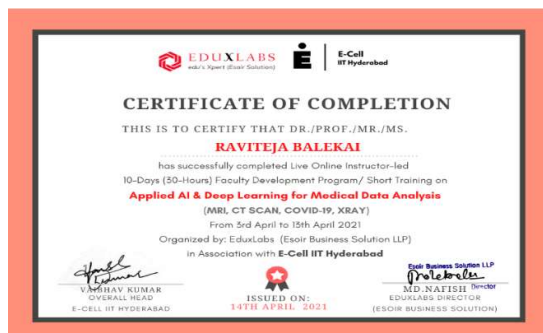 EDUXLABS
edu's Xpert (Esoir Solution)
E-Cell
IIT Hyderabad
CERTIFICATE OF COMPLETION
THIS IS TO CERTIFY THAT DR./PROF./MR./MS.
RAVITEJA BALEKAI
has successfully completed Live Online Instructor-led
10-Days (30-Hours) Faculty Development Program/ Short Training on
Applied AI & Deep Learning for Medical Data Analysis
(MRI, CT SCAN, COVID-19, XRAY)
From 3rd April to 13th April 2021
Organized by: EduxLabs (Esoir Business Solution LLP)
in Association with E-Cell IIT Hyderabad
VAIBHAV KUMAR
OVERALL HEAD
E-CELL IIT HYDERABAD
ISSUED ON:
14TH APRIL 2021
Esoir Business Solution LLP
Director
MD.NAFISH
EDUXLABS DIRECTOR
(ESOIR BUSINESS SOLUTION)